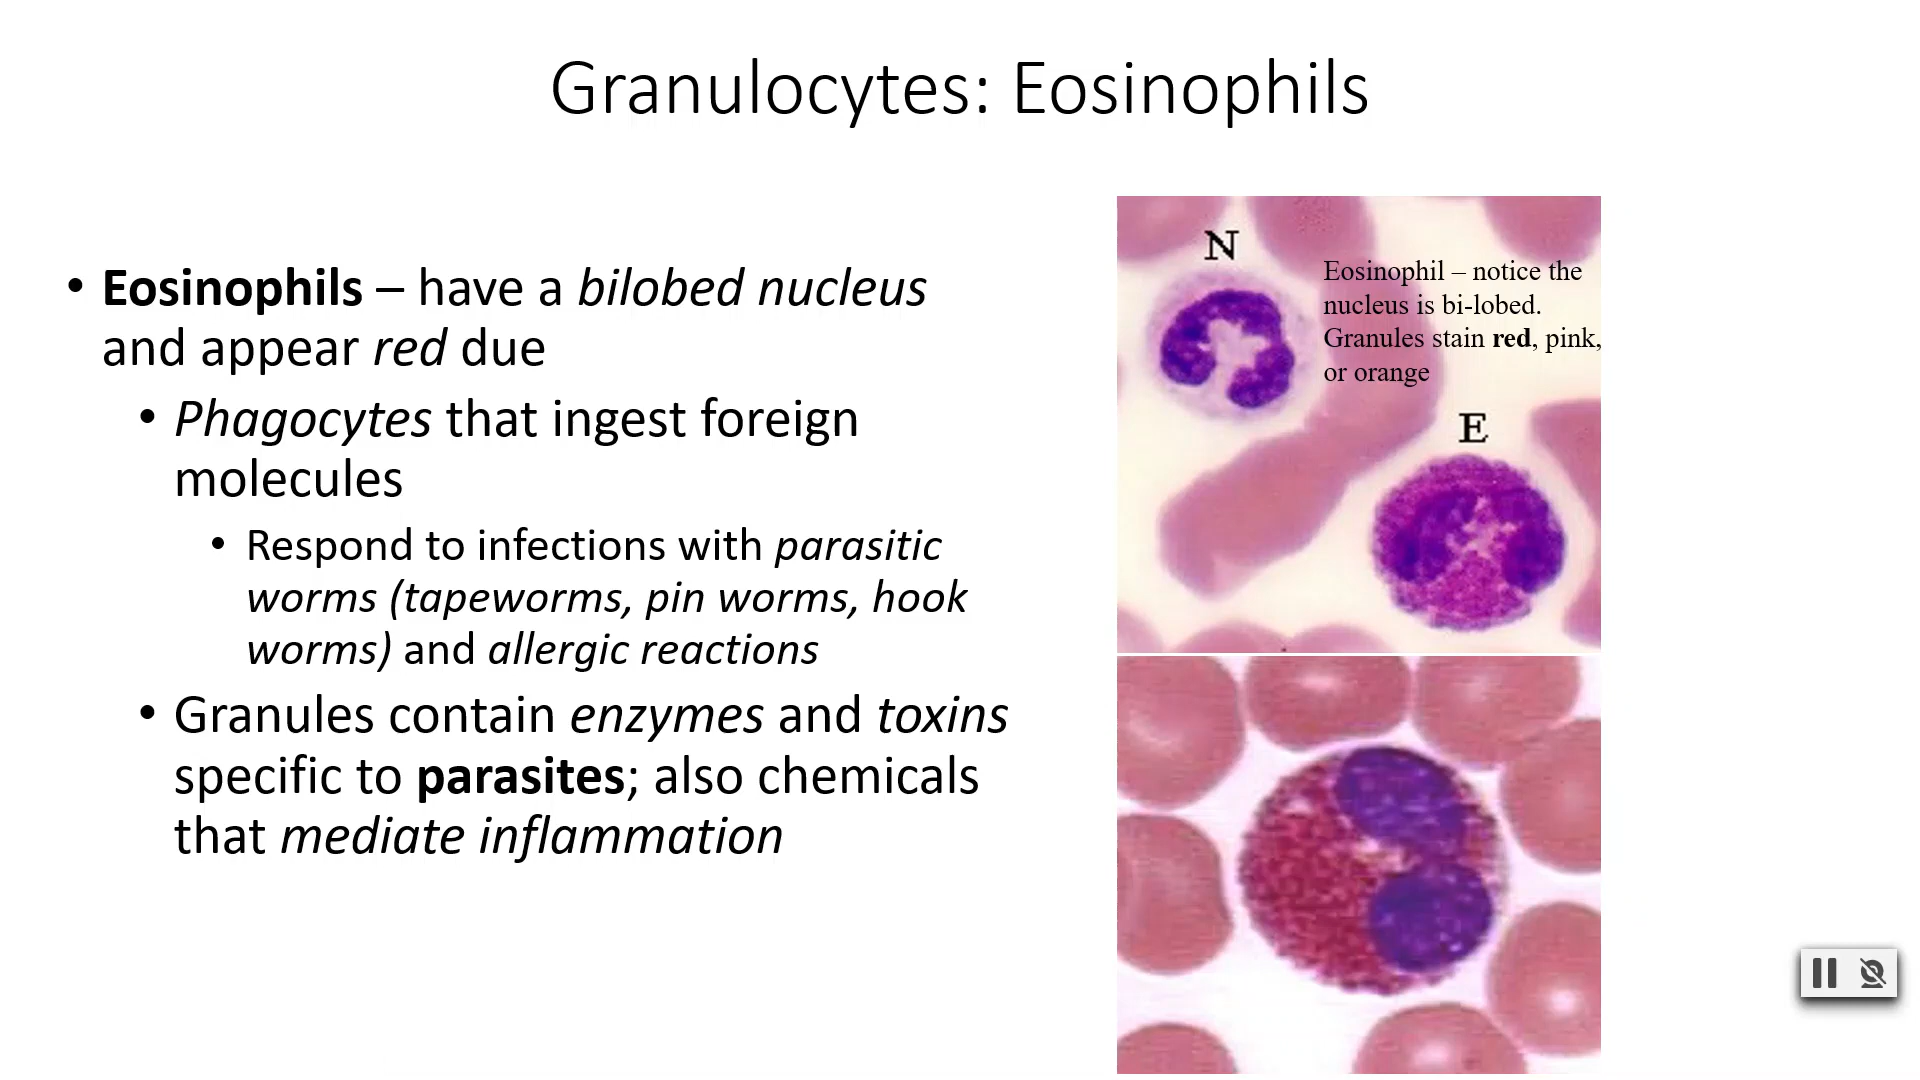 Granulocytes: Eosinophils
• Eosinophils – have a bilobed nucleus
and appear red due
• Phagocytes that ingest foreign
molecules
• Respond to infections with parasitic
worms (tapeworms, pin worms, hook
worms) and allergic reactions
• Granules contain enzymes and toxins
specific to parasites; also chemicals
that mediate inflammation
N
Eosinophil – notice the
nucleus is bi-lobed.
Granules stain red, pink,
or orange
E